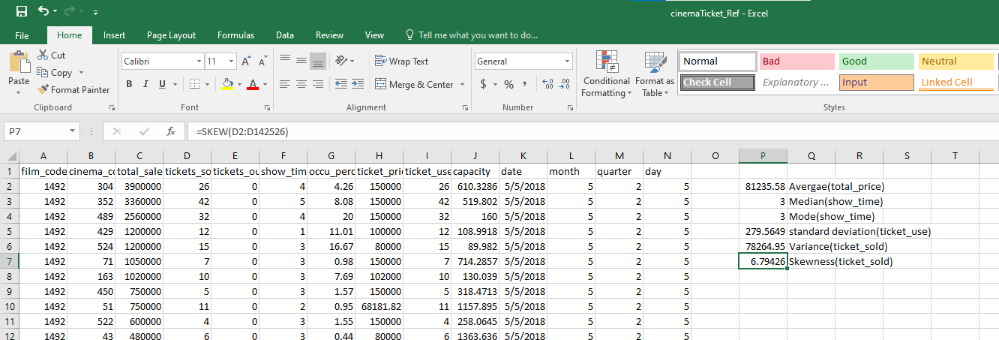 cinemaTicket_Ref - Excel
File Home Insert Page Layout Formulas Data Review View Tell me what you want to do...
Paste Cut Copy Format Painter Clipboard
Calibri 11 A A B I U A Font
Wrap Text Merge & Center Alignment
General $ % , .0 .00 .00 .0 Number
Conditional Formatting Format as Table
Normal Bad Good Neutral
Check Cell Explanatory ... Input Linked Cell
Styles
P7 fx =SKEW(D2:D142526)
A B C D E F G H I J K L M N O P Q R S T
1 film_code cinema_co total_sale tickets_so tickets_ou show_tim occu_perc ticket_pric ticket_use capacity date month quarter day
2 1492 304 3900000 26 0 4 4.26 150000 26 610.3286 5/5/2018 5 2 5 81235.58 Avergae(total_price)
3 1492 352 3360000 42 0 5 8.08 150000 42 519.802 5/5/2018 5 2 5 3 Median(show_time)
4 1492 489 2560000 32 0 4 20 150000 32 160 5/5/2018 5 2 5 3 Mode(show_time)
5 1492 429 1200000 12 0 1 11.01 100000 12 108.9918 5/5/2018 5 2 5 279.5649 standard deviation(ticket_use)
6 1492 524 1200000 15 0 3 16.67 80000 15 89.982 5/5/2018 5 2 5 78264.95 Variance(ticket_sold)
7 1492 71 1050000 7 0 3 0.98 150000 7 714.2857 5/5/2018 5 2 5 6.79426 Skewness(ticket_sold)
8 1492 163 1020000 10 0 3 7.69 102000 10 130.039 5/5/2018 5 2 5
9 1492 450 750000 5 0 3 1.57 150000 5 318.4713 5/5/2018 5 2 5
10 1492 51 750000 11 0 2 0.95 68181.82 11 1157.895 5/5/2018 5 2 5
11 1492 522 600000 4 0 3 1.55 150000 4 258.0645 5/5/2018 5 2 5
12 1492 43 480000 6 0 3 0.44 80000 6 1363.636 5/5/2018 5 2 5